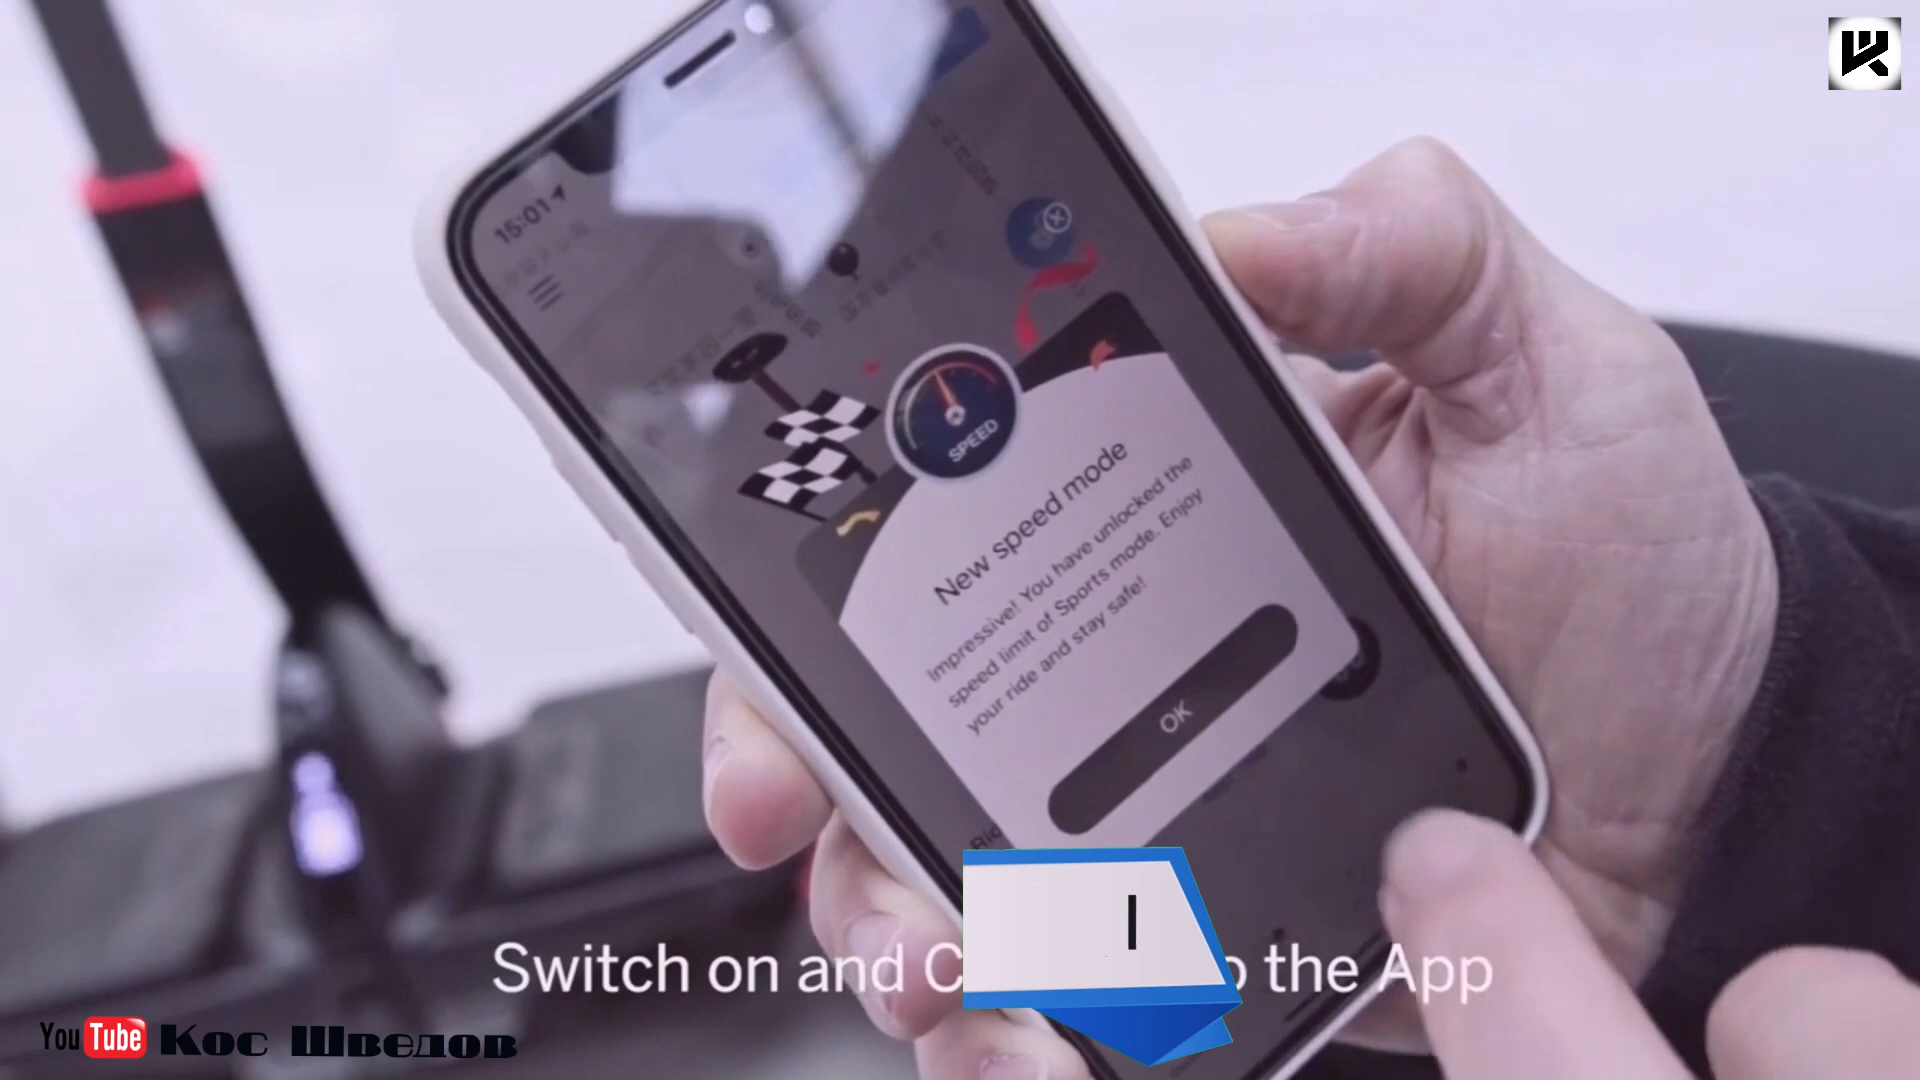 15:01
SPEED
New speed mode
Impressive! You have unlocked the
speed limit of Sports mode. Enjoy
your ride and stay safe!
OK
Ric
I
Switch on and C
o the App
YouTube Кос Шведов